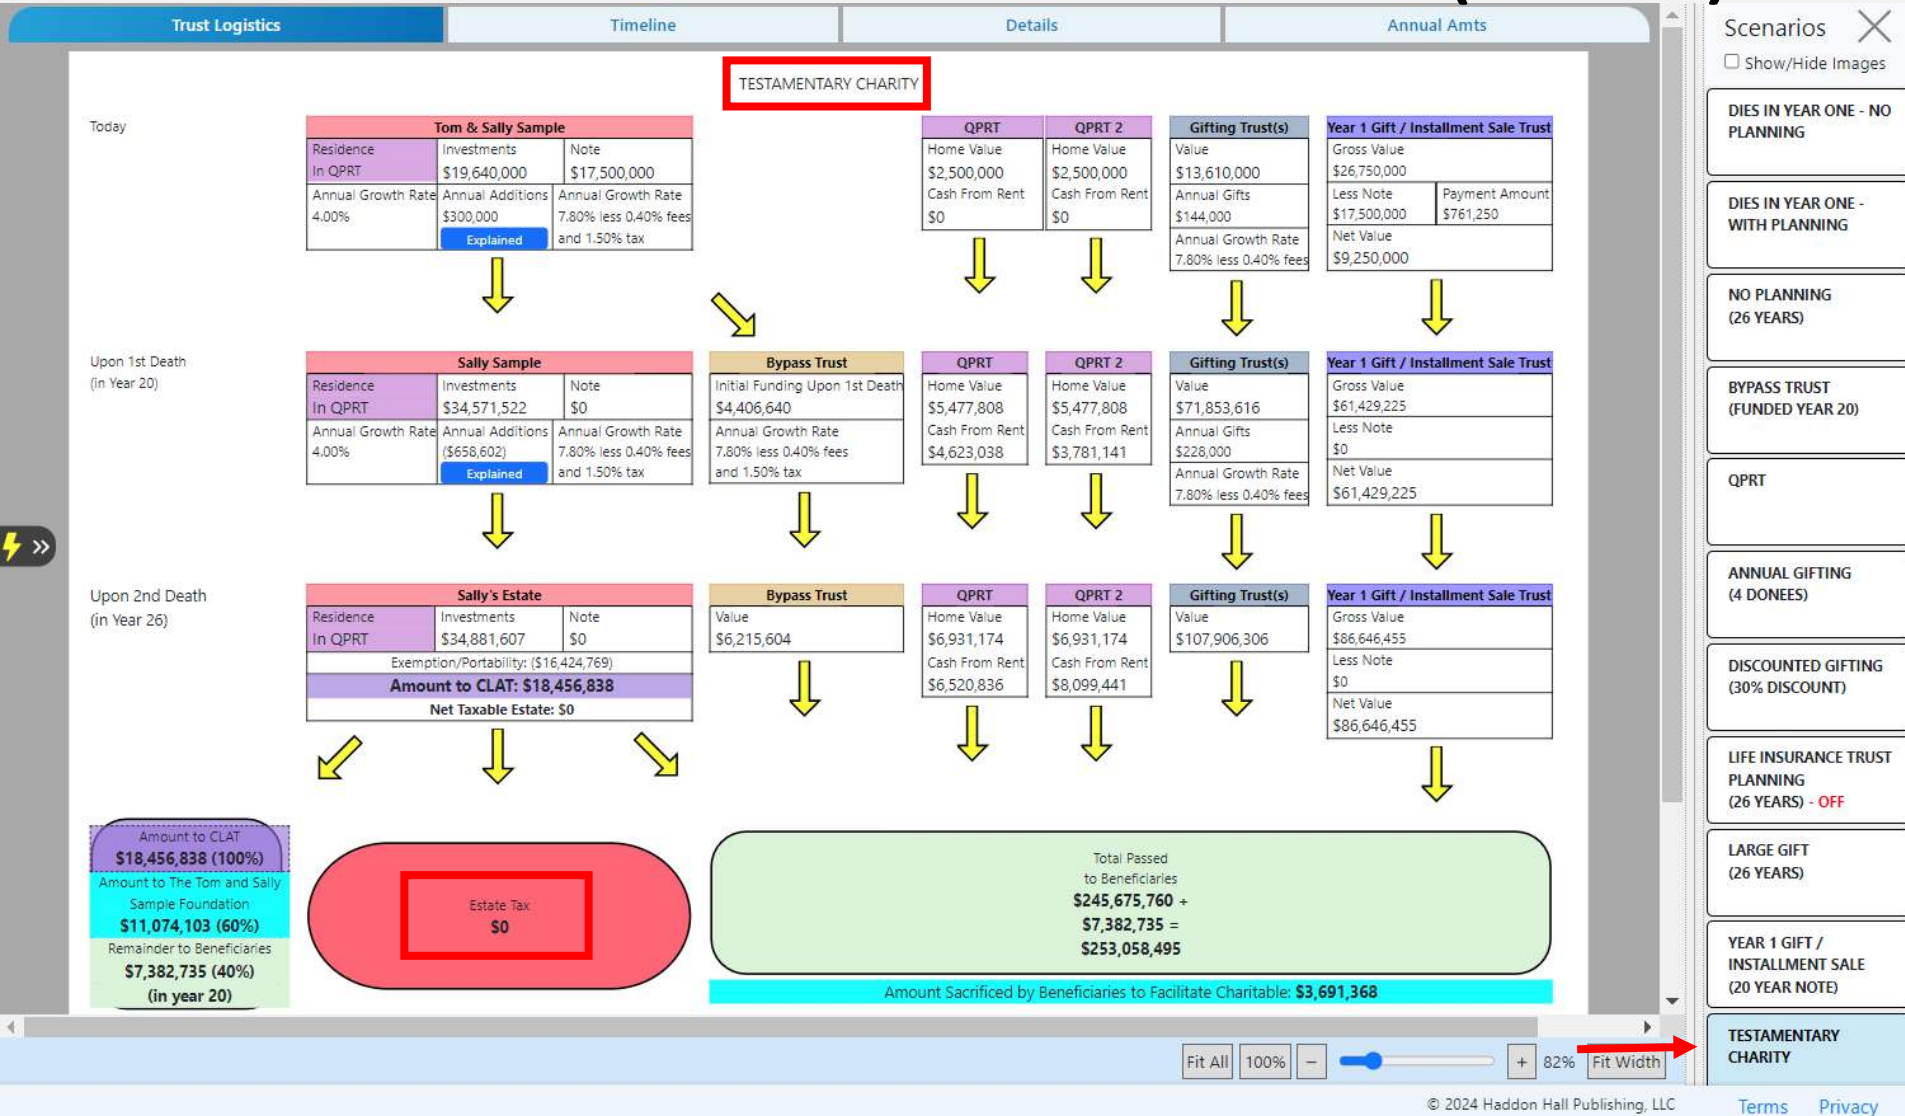 Trust Logistics
Timeline
Details
Annual Amts
TESTAMENTARY CHARITY
Today
Tom & Sally Sample
Residence
In QPRT
Investments
$19,640,000
Note
$17,500,000
Annual Growth Rate
4.00%
Annual Additions
$300,000
Explained
Annual Growth Rate
7.80% less 0.40% fees
and 1.50% tax
QPRT
Home Value
$2,500,000
Cash From Rent
$0
QPRT 2
Home Value
$2,500,000
Cash From Rent
$0
Gifting Trust(s)
Value
$13,610,000
Annual Gifts
$144,000
Annual Growth Rate
7.80% less 0.40% fees
Year 1 Gift / Installment Sale Trust
Gross Value
$26,750,000
Less Note
$17,500,000
Payment Amount
$761,250
Net Value
$9,250,000
Upon 1st Death
(in Year 20)
Sally Sample
Residence
In QPRT
Investments
$34,571,522
Note
$0
Annual Growth Rate
4.00%
Annual Additions
($658,602)
Explained
Annual Growth Rate
7.80% less 0.40% fees
and 1.50% tax
Bypass Trust
Initial Funding Upon 1st Death
$4,406,640
Annual Growth Rate
7.80% less 0.40% fees
and 1.50% tax
QPRT
Home Value
$5,477,808
Cash From Rent
$4,623,038
QPRT 2
Home Value
$5,477,808
Cash From Rent
$3,781,141
Gifting Trust(s)
Value
$71,853,616
Annual Gifts
$228,000
Annual Growth Rate
7.80% less 0.40% fees
Year 1 Gift / Installment Sale Trust
Gross Value
$61,429,225
Less Note
$0
Net Value
$61,429,225
Upon 2nd Death
(in Year 26)
Sally's Estate
Residence
In QPRT
Investments
$34,881,607
Note
$0
Exemption/Portability: ($16,424,769)
Amount to CLAT: $18,456,838
Net Taxable Estate: $0
Bypass Trust
Value
$6,215,604
QPRT
Home Value
$6,931,174
Cash From Rent
$6,520,836
QPRT 2
Home Value
$6,931,174
Cash From Rent
$8,099,441
Gifting Trust(s)
Value
$107,906,306
Year 1 Gift / Installment Sale Trust
Gross Value
$86,646,455
Less Note
$0
Net Value
$86,646,455
Amount to CLAT
$18,456,838 (100%)
Amount to The Tom and Sally
Sample Foundation
$11,074,103 (60%)
Remainder to Beneficiaries
$7,382,735 (40%)
(in year 20)
Estate Tax
$0
Total Passed
to Beneficiaries
$245,675,760 +
$7,382,735 =
$253,058,495
Amount Sacrificed by Beneficiaries to Facilitate Charitable: $3,691,368
Fit All
100%
−
+
82%
Fit Width
Scenarios
Show/Hide Images
DIES IN YEAR ONE - NO
PLANNING
DIES IN YEAR ONE -
WITH PLANNING
NO PLANNING
(26 YEARS)
BYPASS TRUST
(FUNDED YEAR 20)
QPRT
ANNUAL GIFTING
(4 DONEES)
DISCOUNTED GIFTING
(30% DISCOUNT)
LIFE INSURANCE TRUST
PLANNING
(26 YEARS) - OFF
LARGE GIFT
(26 YEARS)
YEAR 1 GIFT /
INSTALLMENT SALE
(20 YEAR NOTE)
TESTAMENTARY
CHARITY
© 2024 Haddon Hall Publishing, LLC
Terms
Privacy